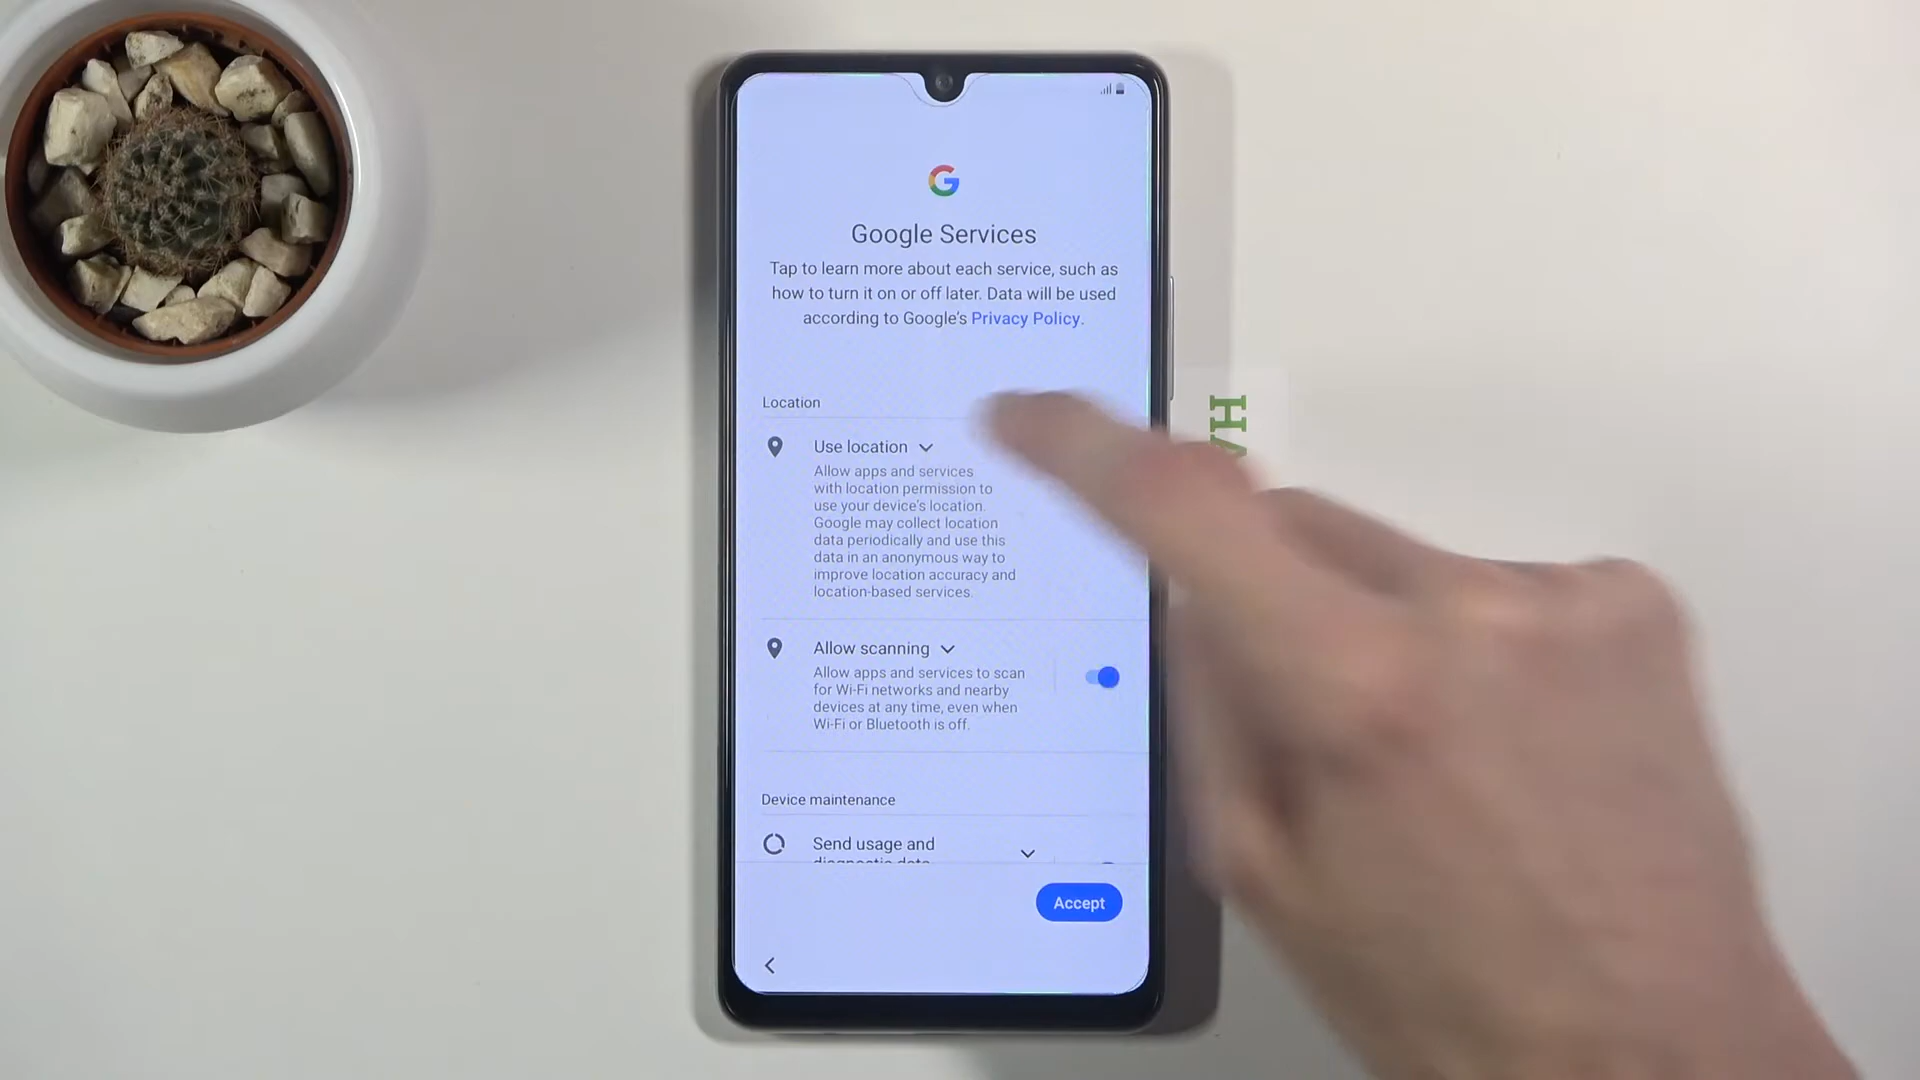 Google Services
Tap to learn more about each service, such as
how to turn it on or off later. Data will be used
according to Google's Privacy Policy.
Location
Use location
Allow apps and services
with location permission to
use your device's location.
Google may collect location
data periodically and use this
data in an anonymous way to
improve location accuracy and
location-based services.
Allow scanning
Allow apps and services to scan
for Wi-Fi networks and nearby
devices at any time, even when
Wi-Fi or Bluetooth is off.
Device maintenance
Send usage and
diagnostic data
Accept